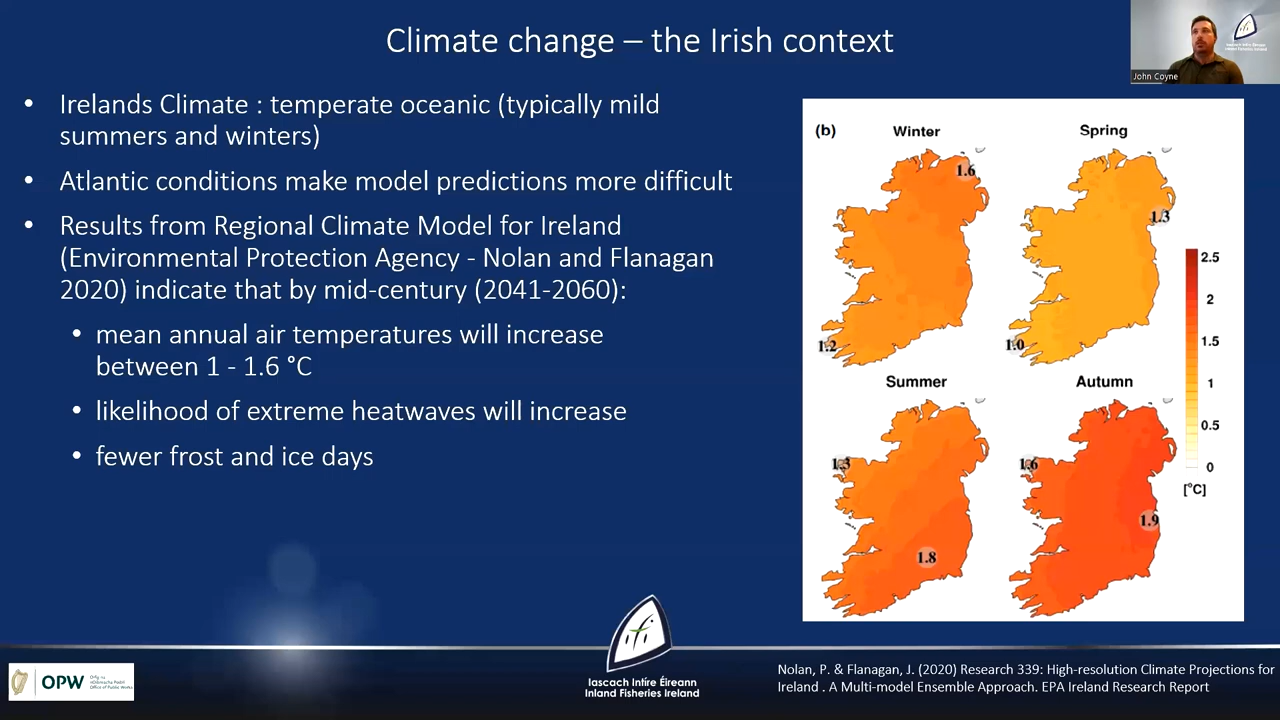 Climate change – the Irish context
John Coyne
Iascach Intíre Éireann
Inland Fisheries Ireland
• Irelands Climate : temperate oceanic (typically mild
summers and winters)
• Atlantic conditions make model predictions more difficult
• Results from Regional Climate Model for Ireland
(Environmental Protection Agency - Nolan and Flanagan
2020) indicate that by mid-century (2041-2060):
• mean annual air temperatures will increase
between 1 - 1.6 °C
• likelihood of extreme heatwaves will increase
• fewer frost and ice days
(b)
Winter
Spring
1.6
1.3
1.2
1.0
Summer
Autumn
1.3
1.6
1.8
1.9
2.5
2
1.5
1
0.5
0
[°C]
OPW
Oifig na
nOibreacha Poiblí
Office of Public Works
Iascach Intíre Éireann
Inland Fisheries Ireland
Nolan, P. & Flanagan, J. (2020) Research 339: High-resolution Climate Projections for
Ireland . A Multi-model Ensemble Approach. EPA Ireland Research Report